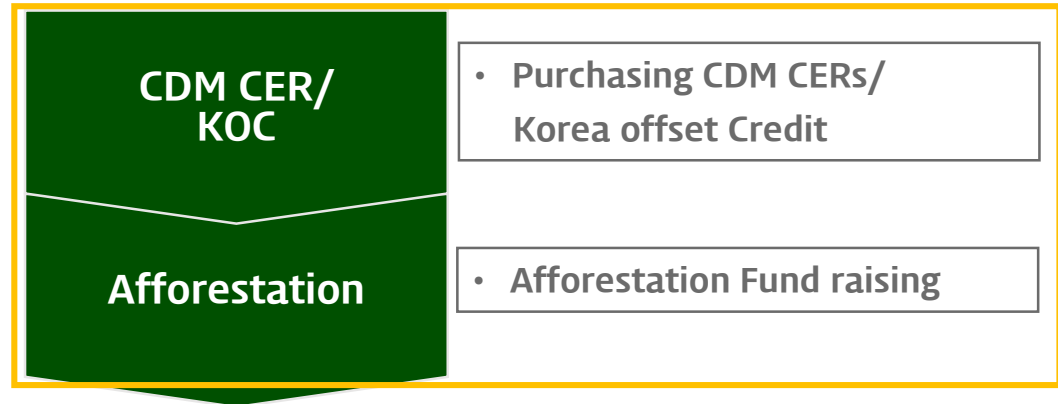 CDM CER/
KOC
• Purchasing CDM CERs/
Korea offset Credit
Afforestation
• Afforestation Fund raising